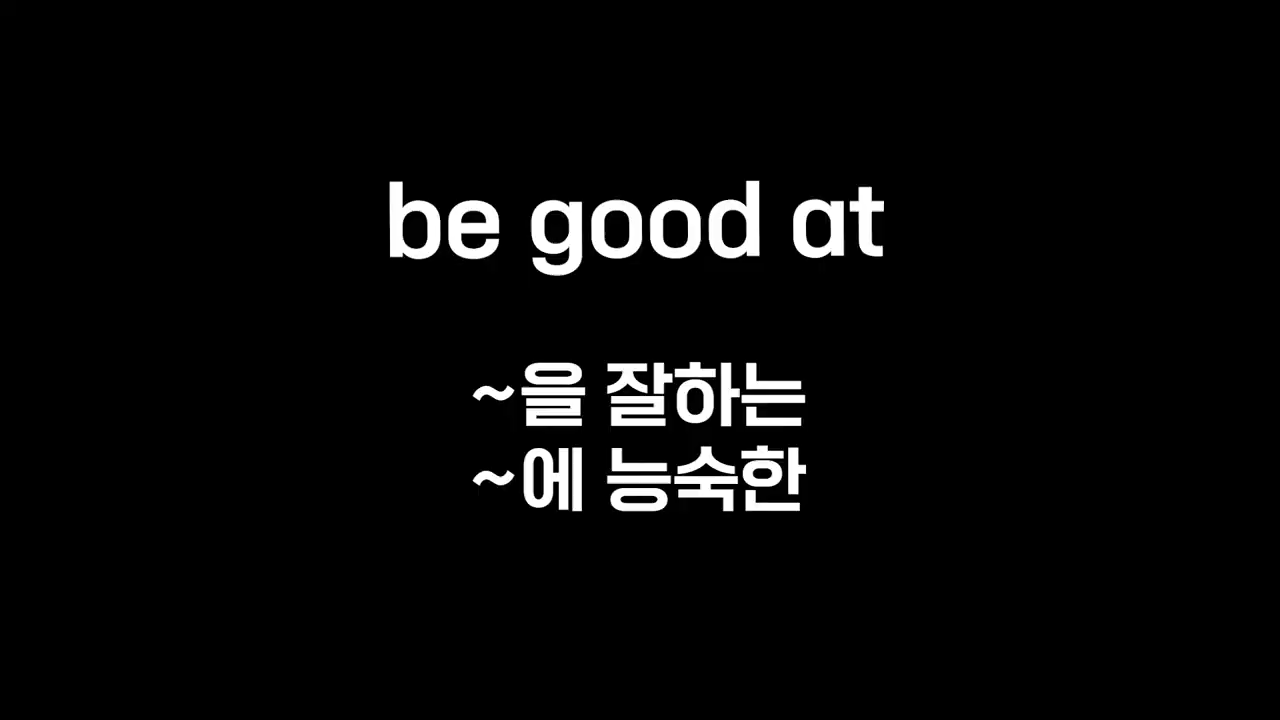 be good at
~을 잘하는
~에 능숙한